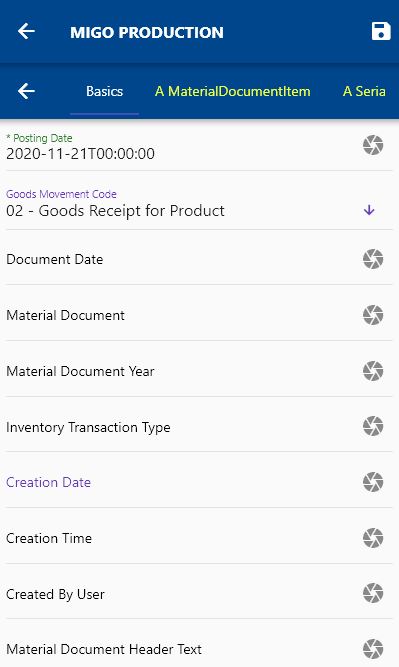 MIGO PRODUCTION
Basics A MaterialDocumentItem A Seria
* Posting Date
2020-11-21T00:00:00
Goods Movement Code
02 - Goods Receipt for Product
Document Date
Material Document
Material Document Year
Inventory Transaction Type
Creation Date
Creation Time
Created By User
Material Document Header Text